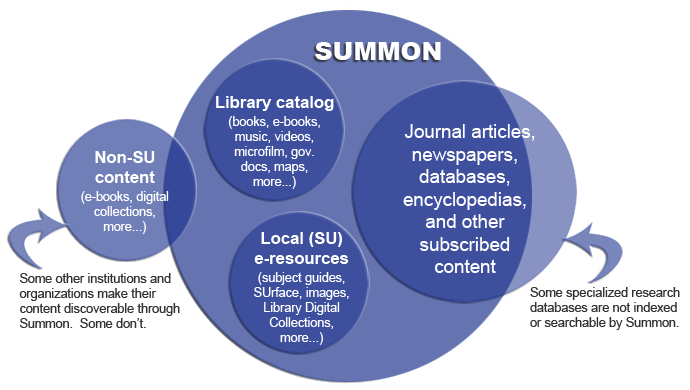 SUMMON
Library catalog
(books, e-books,
music, videos,
microfilm, gov.
docs, maps,
more...)
Non-SU
content
(e-books, digital
collections,
more...)
Journal articles,
newspapers,
databases,
encyclopedias,
and other
subscribed
content
Local (SU)
e-resources
(subject guides,
SUrface, images,
Library Digital
Collections,
more...)
Some other institutions and
organizations make their
content discoverable through
Summon.  Some don't.
Some specialized research
databases are not indexed
or searchable by Summon.